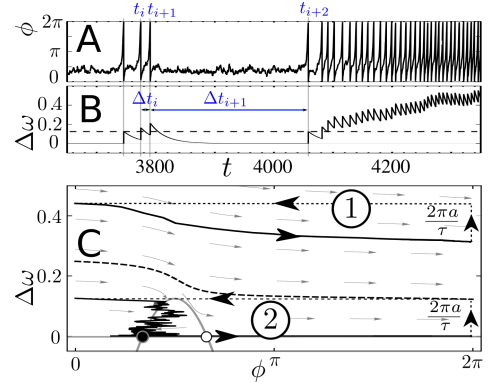 t_i t_{i+1} t_{i+2}
2π
ϕ π
0
A
0.4
Δω 0.2
0
B
Δt_i Δt_{i+1}
3800 t 4000 4200
C
0.4
Δω 0.2
0
1
2πa/τ
2
2πa/τ
0 ϕ π 2π